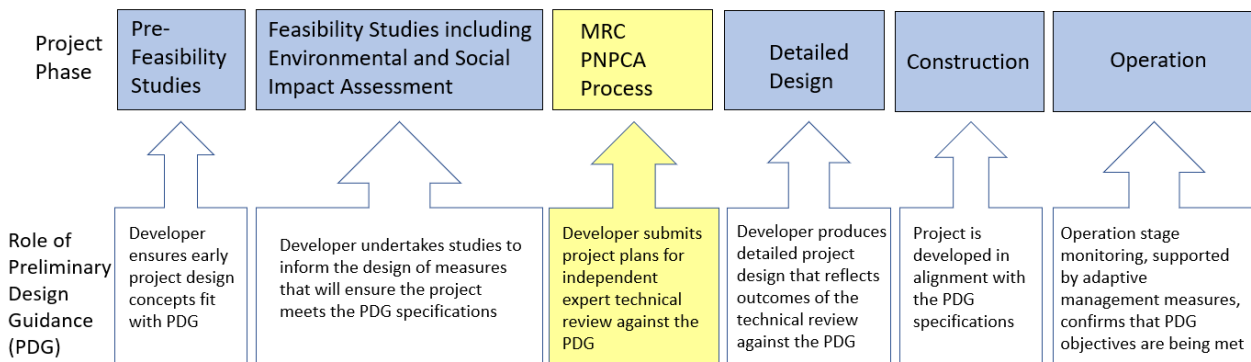 Project
Phase
Pre-
Feasibility
Studies
Feasibility Studies including
Environmental and Social
Impact Assessment
MRC
PNPCA
Process
Detailed
Design
Construction
Operation
Role of
Preliminary
Design
Guidance
(PDG)
Developer
ensures early
project design
concepts fit
with PDG
Developer undertakes studies to
inform the design of measures
that will ensure the project
meets the PDG specifications
Developer submits
project plans for
independent
expert technical
review against the
PDG
Developer produces
detailed project
design that reflects
outcomes of the
technical review
against the PDG
Project is
developed in
alignment with
the PDG
specifications
Operation stage
monitoring, supported
by adaptive
management measures,
confirms that PDG
objectives are being met